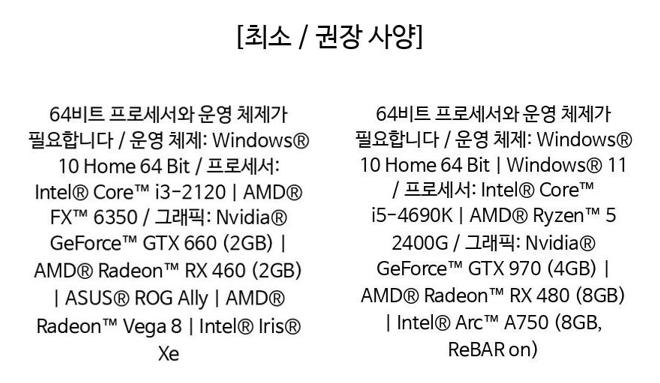 [최소 / 권장 사양]
64비트 프로세서와 운영 체제가
필요합니다 / 운영 체제: Windows®
10 Home 64 Bit / 프로세서:
Intel® Core™ i3-2120 | AMD®
FX™ 6350 / 그래픽: Nvidia®
GeForce™ GTX 660 (2GB) |
AMD® Radeon™ RX 460 (2GB)
| ASUS® ROG Ally | AMD®
Radeon™ Vega 8 | Intel® Iris®
Xe
64비트 프로세서와 운영 체제가
필요합니다 / 운영 체제: Windows®
10 Home 64 Bit | Windows® 11
/ 프로세서: Intel® Core™
i5-4690K | AMD® Ryzen™ 5
2400G / 그래픽: Nvidia®
GeForce™ GTX 970 (4GB) |
AMD® Radeon™ RX 480 (8GB)
| Intel® Arc™ A750 (8GB,
ReBAR on)